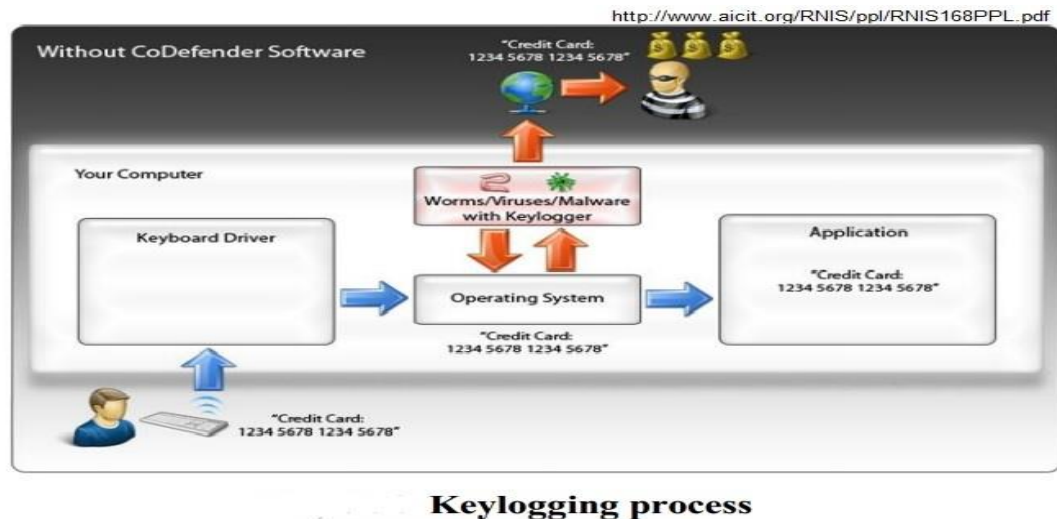 http://www.aicit.org/RNIS/ppl/RNIS168PPL.pdf
Without CoDefender Software
"Credit Card:
1234 5678 1234 5678"
Your Computer
Worms/Viruses/Malware
with Keylogger
Keyboard Driver
Operating System
"Credit Card:
1234 5678 1234 5678"
Application
"Credit Card:
1234 5678 1234 5678"
"Credit Card:
1234 5678 1234 5678"
Keylogging process